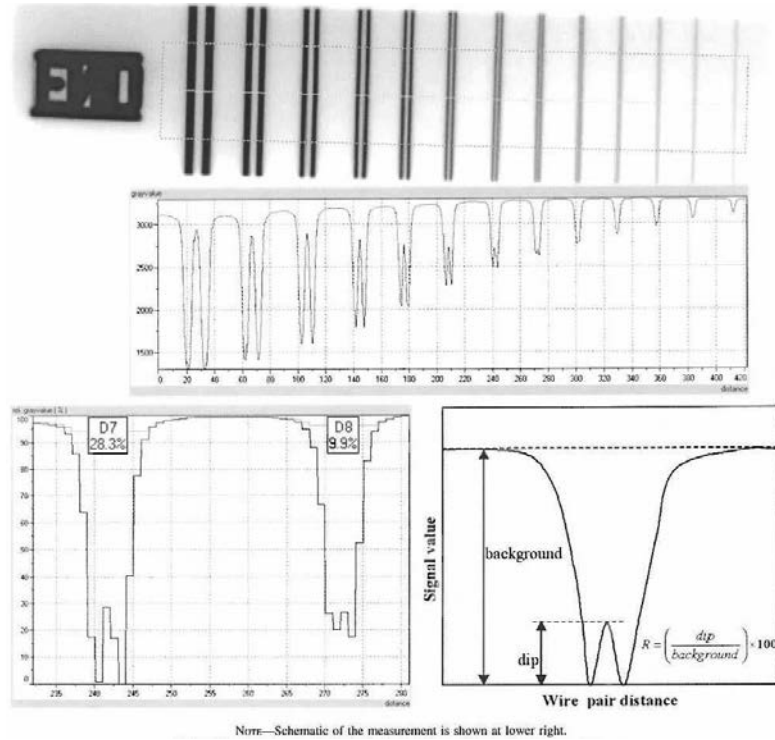 grayvalue
3000
2500
2000
1500
0 20 40 60 80 100 120 140 160 180 200 220 240 260 280 300 320 340 360 380 400 420
distance
rel. grayvalue [%]
100
90
80
70
60
50
40
30
20
10
0
D7
28.3%
D8
9.9%
235 240 245 250 255 260 265 270 275 280
distance
Signal value
background
dip
R = (dip / background) × 100
Wire pair distance
NOTE—Schematic of the measurement is shown at lower right.